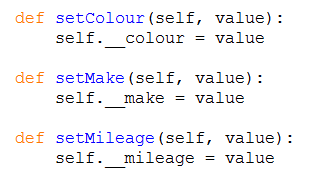 def setColour(self, value):
    self.__colour = value
def setMake(self, value):
    self.__make = value
def setMileage(self, value):
    self.__mileage = value